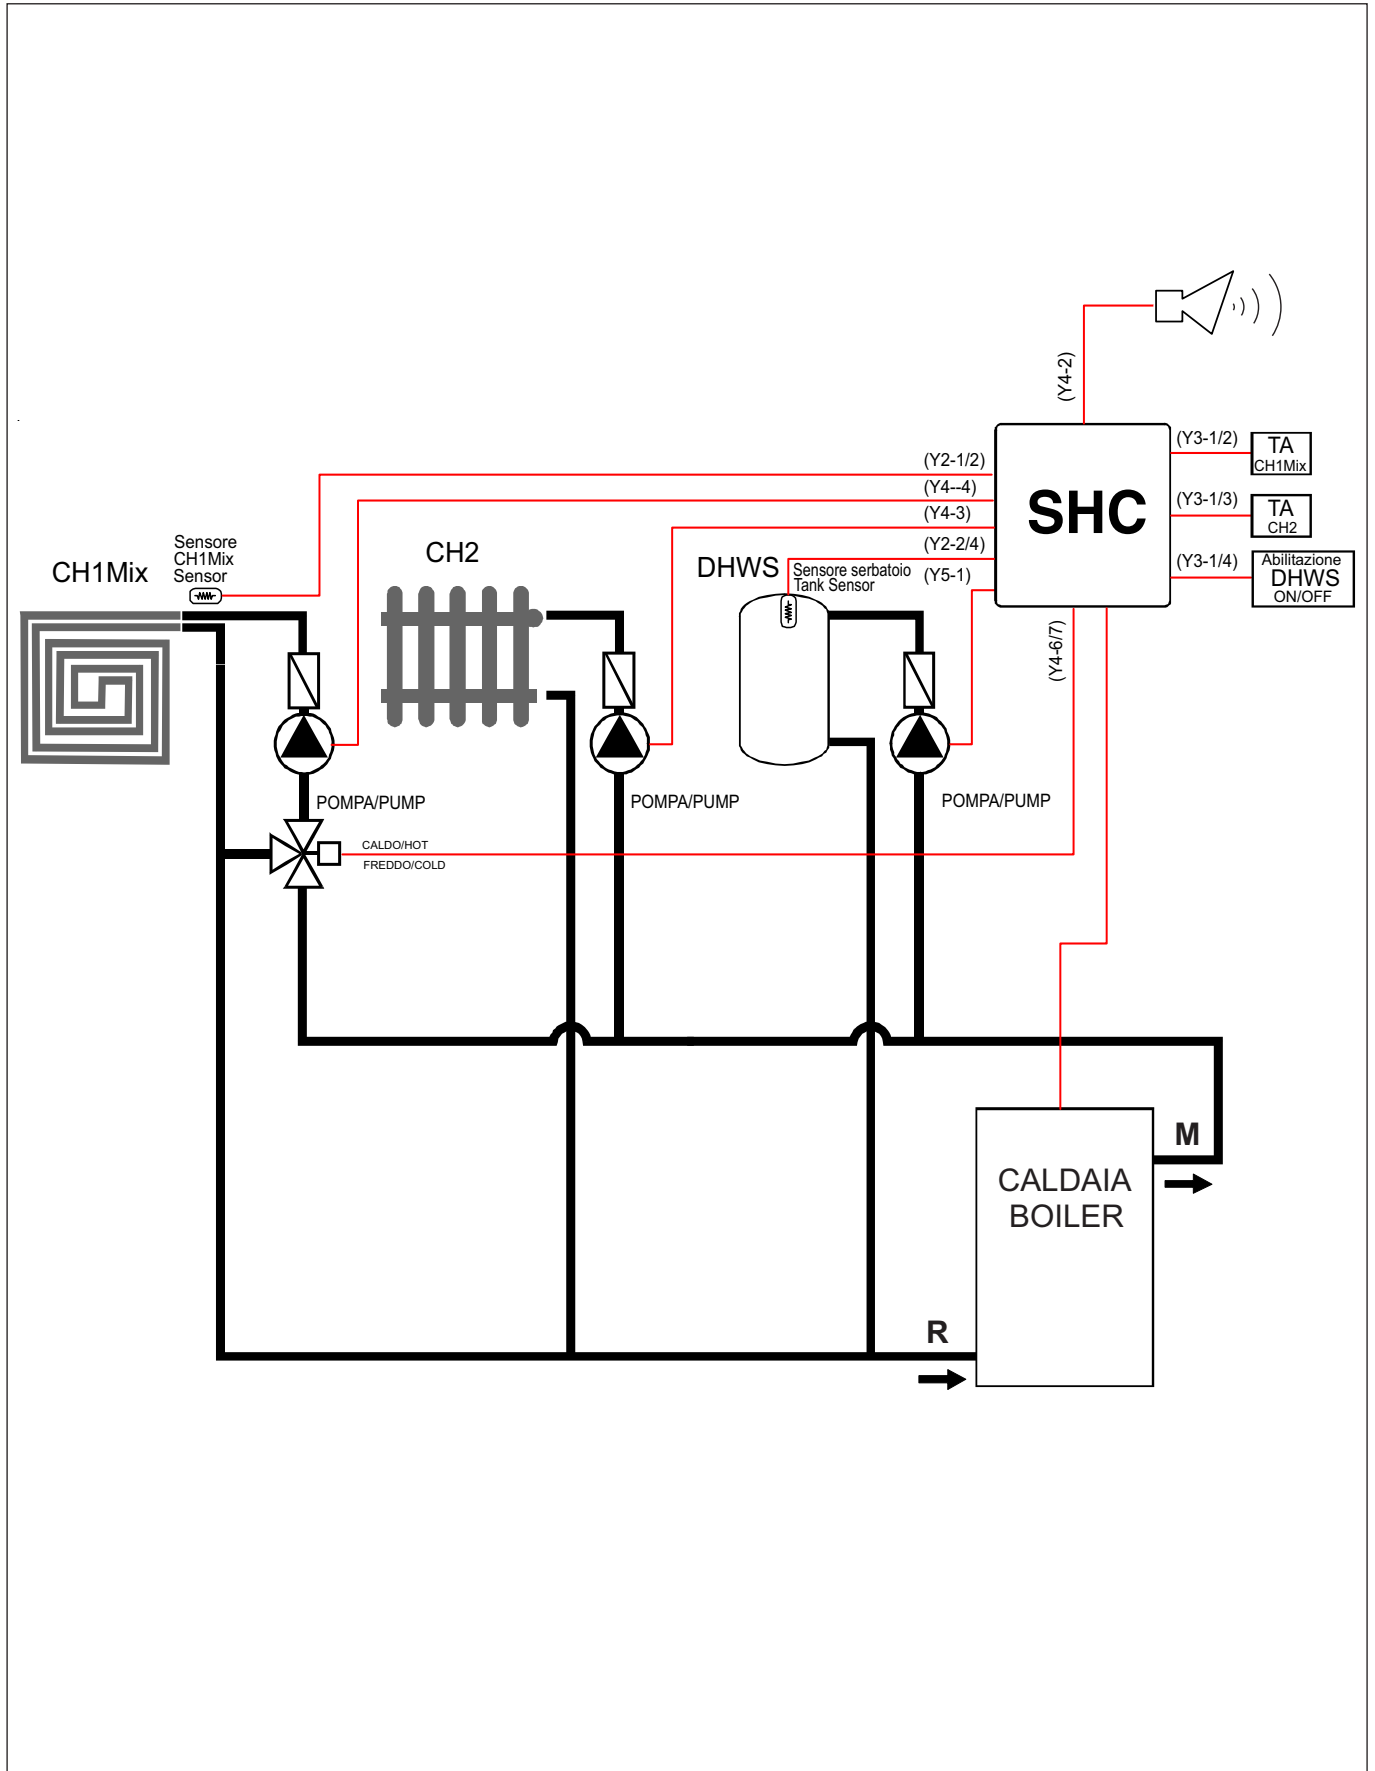 (Y4-2)
(Y3-1/2)
TA
CH1Mix
(Y2-1/2)
(Y4--4)
SHC
(Y3-1/3)
TA
CH2
(Y4-3)
Sensore
CH1Mix
Sensor
CH2
(Y2-2/4)
(Y3-1/4)
Abilitazione
DHWS
ON/OFF
CH1Mix
DHWS
Sensore serbatoio
Tank Sensor
(Y5-1)
(Y4-6/7)
POMPA/PUMP
POMPA/PUMP
POMPA/PUMP
CALDO/HOT
FREDDO/COLD
M
CALDAIA
BOILER
R